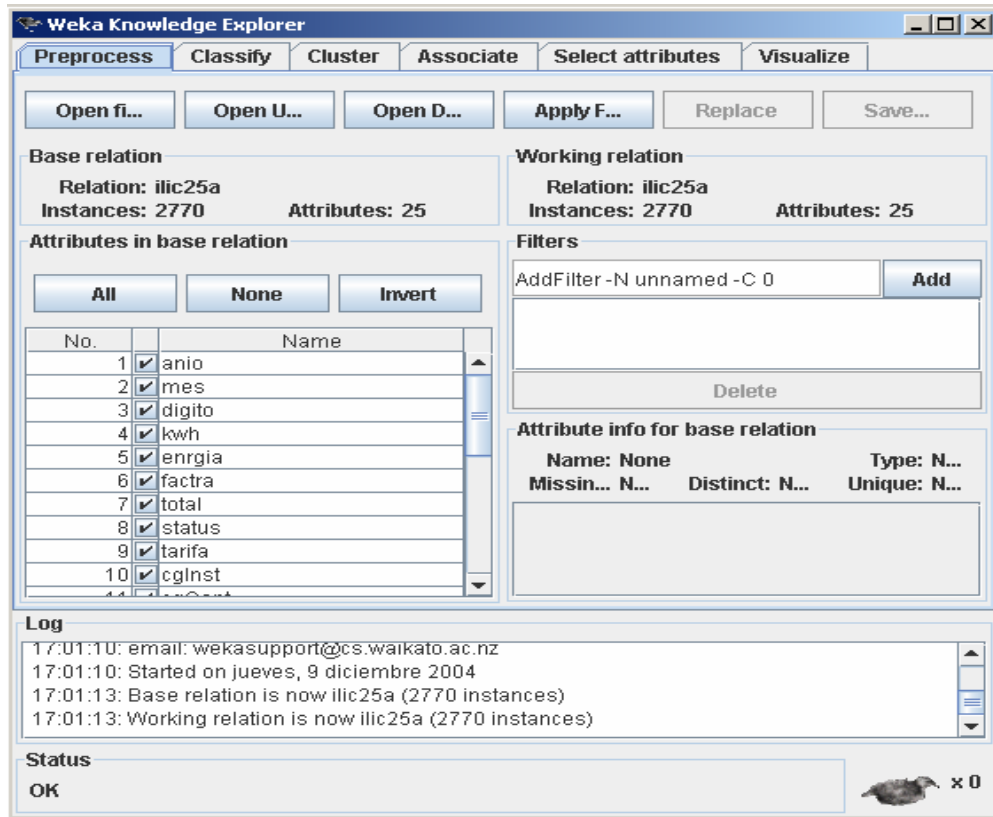 Weka Knowledge Explorer
Preprocess Classify Cluster Associate Select attributes Visualize
Open fi... Open U... Open D... Apply F... Replace Save...
Base relation
Relation: ilic25a
Instances: 2770 Attributes: 25
Working relation
Relation: ilic25a
Instances: 2770 Attributes: 25
Attributes in base relation
All None Invert
No. Name
1 anio
2 mes
3 digito
4 kwh
5 enrgia
6 factra
7 total
8 status
9 tarifa
10 cgInst
Filters
AddFilter -N unnamed -C 0 Add
Delete
Attribute info for base relation
Name: None Type: N...
Missin... N... Distinct: N... Unique: N...
Log
17:01:10: email: wekasupport@cs.waikato.ac.nz
17:01:10: Started on jueves, 9 diciembre 2004
17:01:13: Base relation is now ilic25a (2770 instances)
17:01:13: Working relation is now ilic25a (2770 instances)
Status
OK
x 0